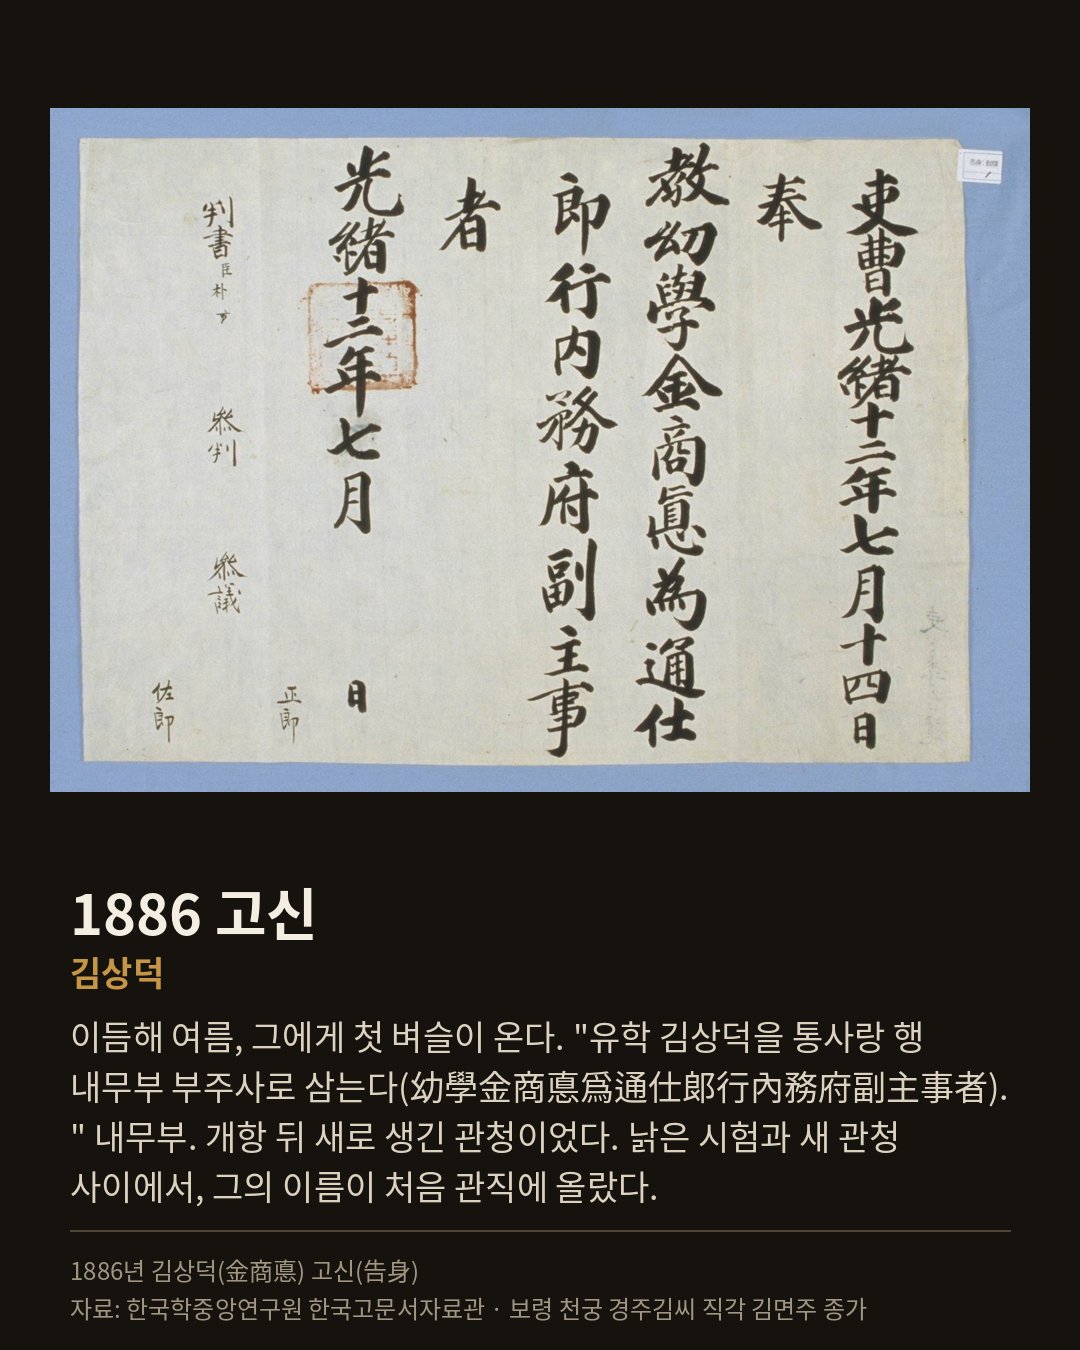 吏曹光緖十二年七月十四日
奉
敎幼學金商悳為通仕
郎行内務府副主事
者
光緖十二年七月 日
正郎
判書臣朴
叅判
叅議
佐郎
1886 고신
김상덕
이듬해 여름, 그에게 첫 벼슬이 온다. "유학 김상덕을 통사랑 행
내무부 부주사로 삼는다(幼學金商悳爲通仕郎行內務府副主事者).
" 내무부. 개항 뒤 새로 생긴 관청이었다. 낡은 시험과 새 관청
사이에서, 그의 이름이 처음 관직에 올랐다.
1886년 김상덕(金商悳) 고신(告身)
자료: 한국학중앙연구원 한국고문서자료관 · 보령 천궁 경주김씨 직각 김면주 종가